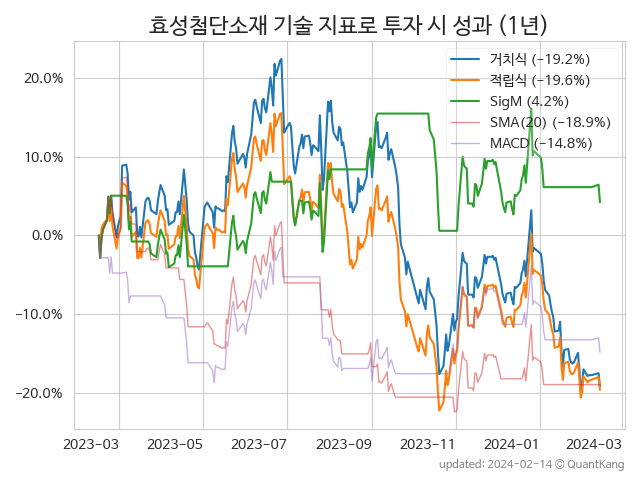 효성첨단소재 기술 지표로 투자 시 성과 (1년)
거치식 (−19.2%)
적립식 (−19.6%)
SigM (4.2%)
SMA(20) (−18.9%)
MACD (−14.8%)
20.0%
10.0%
0.0%
−10.0%
−20.0%
2023−03 2023−05 2023−07 2023−09 2023−11 2024−01 2024−03
updated: 2024−02−14 © QuantKang